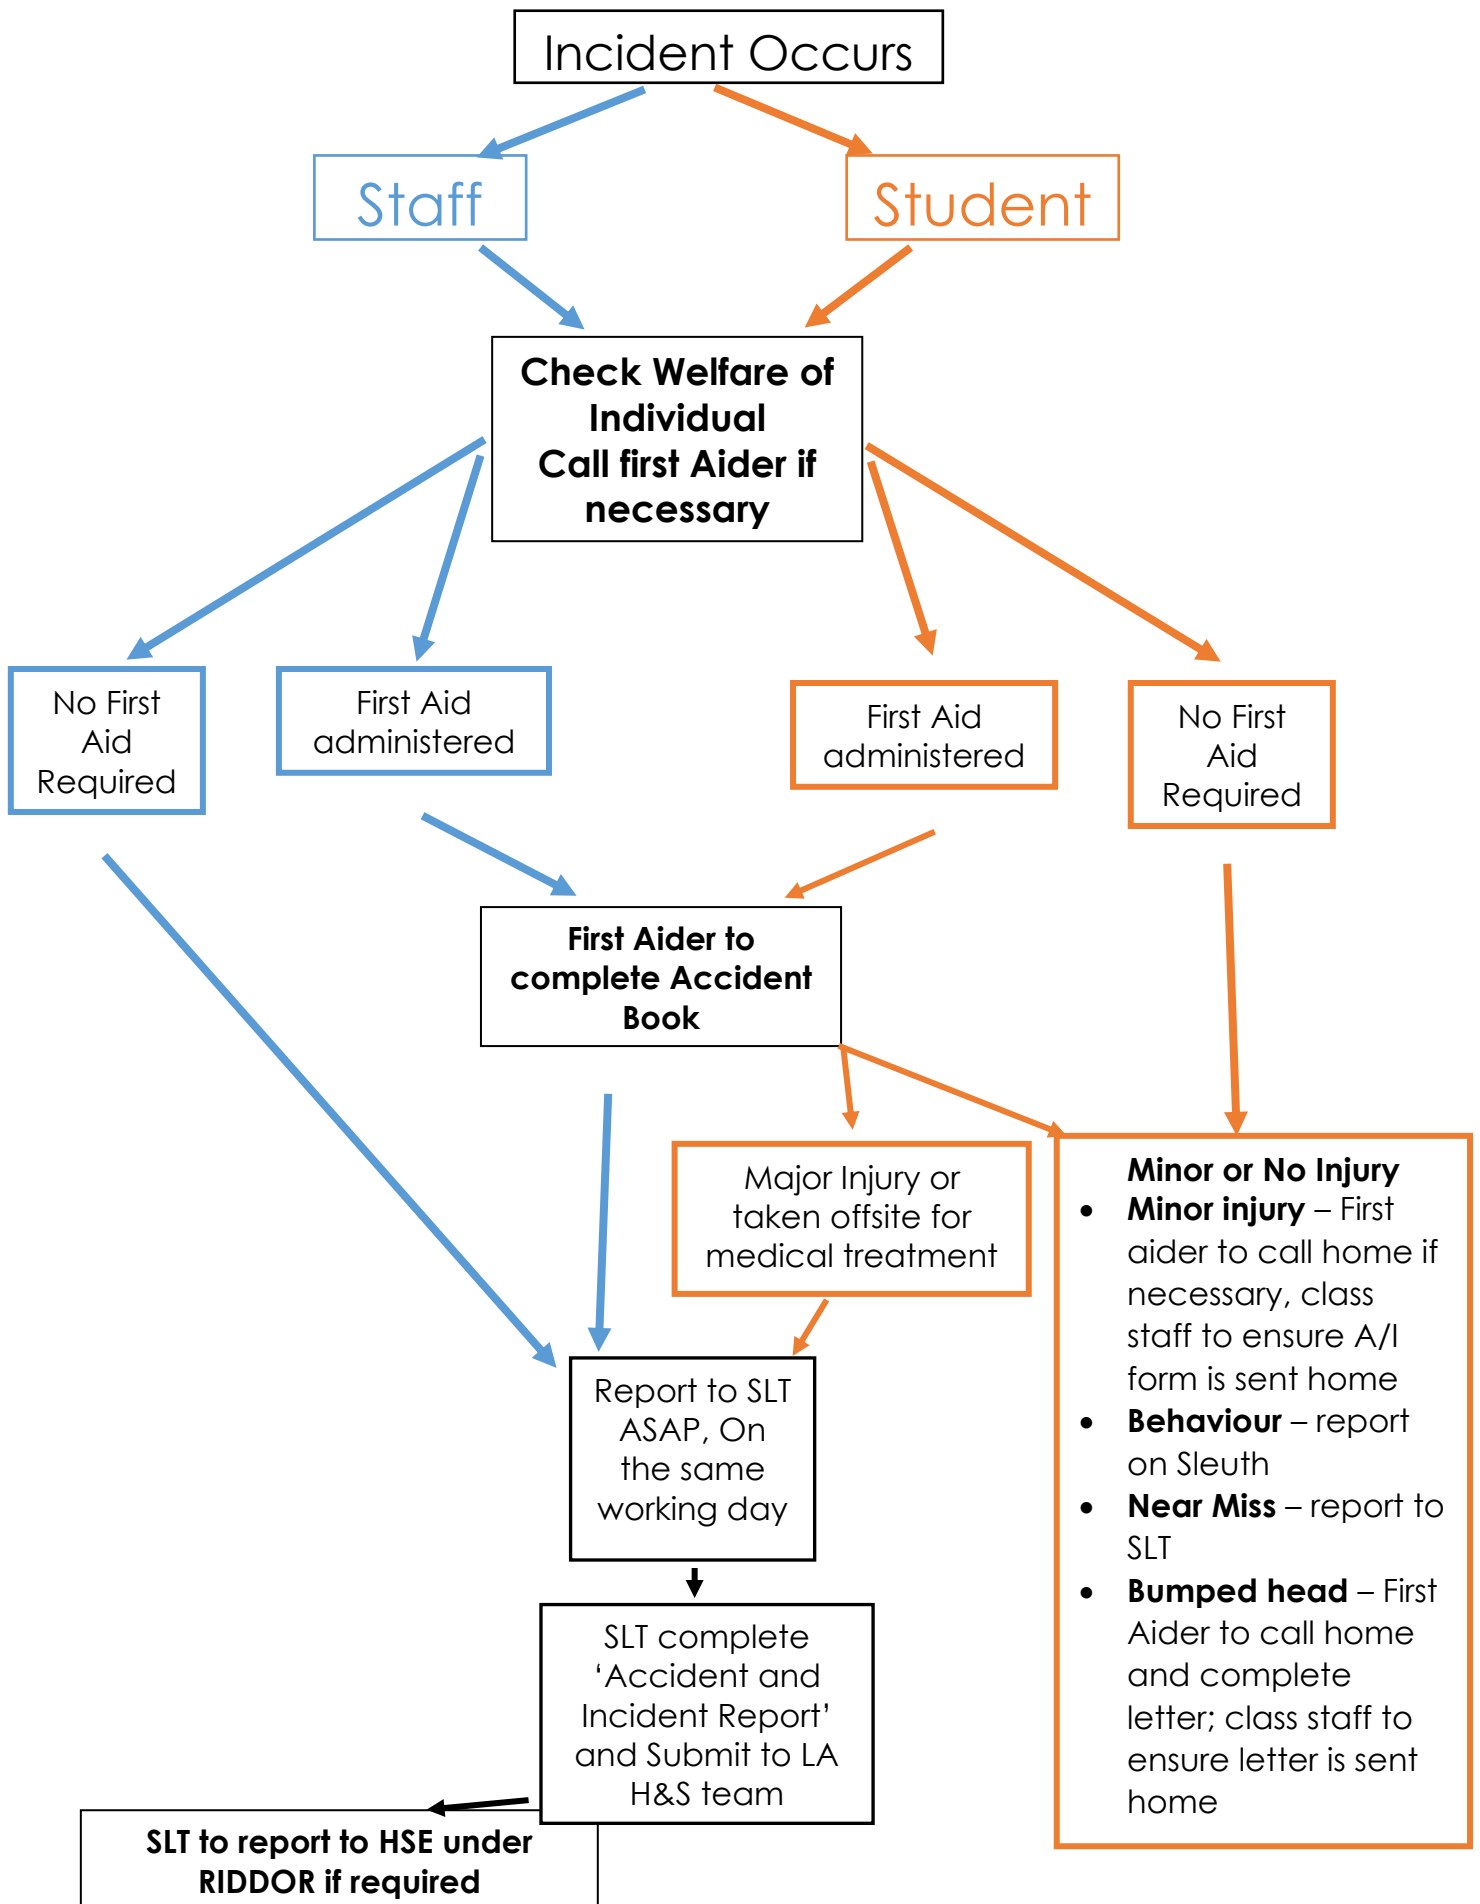 Incident Occurs
Staff
Student
Check Welfare of
Individual
Call first Aider if
necessary
No First
Aid
Required
First Aid
administered
First Aid
administered
No First
Aid
Required
First Aider to
complete Accident
Book
Major Injury or
taken offsite for
medical treatment
Minor or No Injury
• Minor injury – First
aider to call home if
necessary, class
staff to ensure A/I
form is sent home
• Behaviour – report
on Sleuth
• Near Miss – report to
SLT
• Bumped head – First
Aider to call home
and complete
letter; class staff to
ensure letter is sent
home
Report to SLT
ASAP, On
the same
working day
SLT complete
‘Accident and
Incident Report’
and Submit to LA
H&S team
SLT to report to HSE under
RIDDOR if required